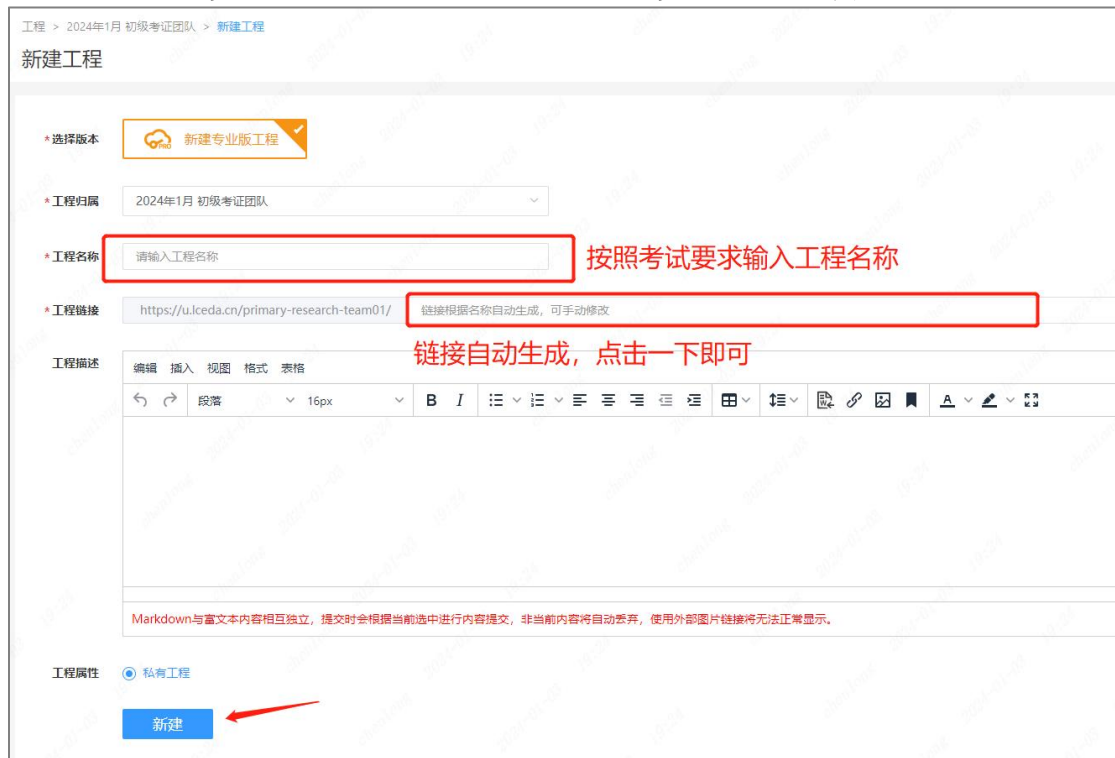 工程 > 2024年1月 初级考证团队 > 新建工程
新建工程
*选择版本 PRO 新建专业版工程
*工程归属 2024年1月 初级考证团队
*工程名称 请输入工程名称 按照考试要求输入工程名称
*工程链接 https://u.lceda.cn/primary-research-team01/ 链接根据名称自动生成，可手动修改
链接自动生成，点击一下即可
工程描述 编辑 插入 视图 格式 表格
段落 16px B I A
Markdown与富文本内容相互独立，提交时会根据当前选中进行内容提交，非当前内容将自动丢弃，使用外部图片链接将无法正常显示。
工程属性 私有工程
新建